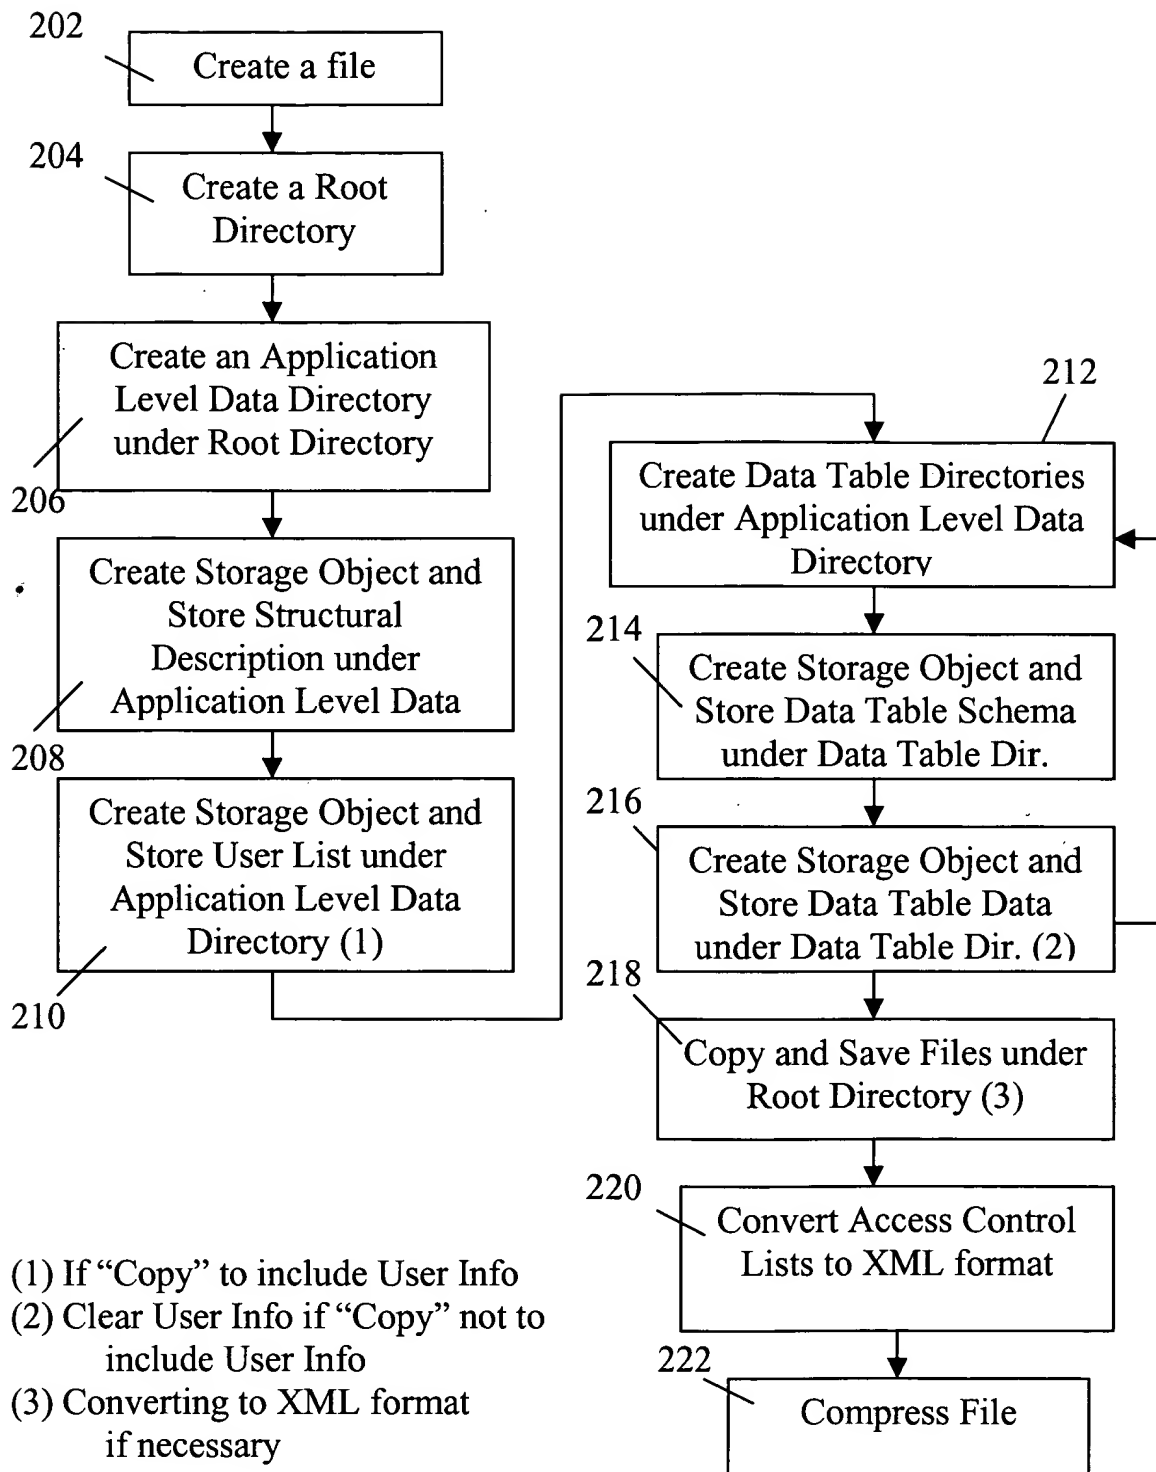 202
Create a file
204
Create a Root
Directory
Create an Application
Level Data Directory
under Root Directory
206
Create Storage Object and
Store Structural
Description under
Application Level Data
208
Create Storage Object and
Store User List under
Application Level Data
Directory (1)
210
212
Create Data Table Directories
under Application Level Data
Directory
214
Create Storage Object and
Store Data Table Schema
under Data Table Dir.
216
Create Storage Object and
Store Data Table Data
under Data Table Dir. (2)
218
Copy and Save Files under
Root Directory (3)
220
Convert Access Control
Lists to XML format
222
Compress File
(1) If “Copy” to include User Info
(2) Clear User Info if “Copy” not to
include User Info
(3) Converting to XML format
if necessary